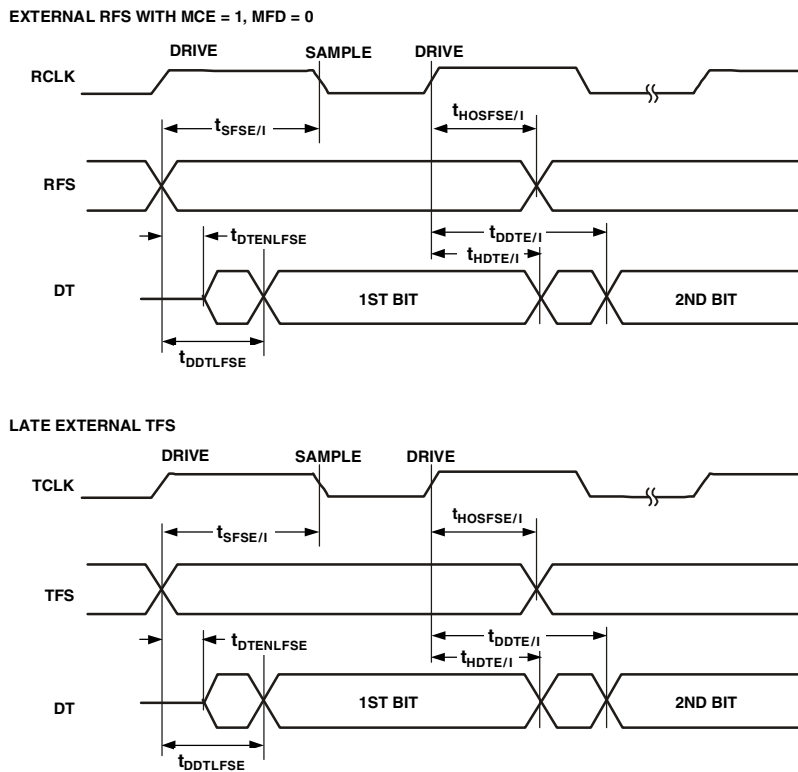 EXTERNAL RFS WITH MCE = 1, MFD = 0
DRIVE SAMPLE DRIVE
RCLK
tSFSE/I tHOSFSE/I
RFS
tDDTE/I
tDTENLFSE
tHDTE/I
DT 1ST BIT 2ND BIT
tDDTLFSE
LATE EXTERNAL TFS
DRIVE SAMPLE DRIVE
TCLK
tSFSE/I tHOSFSE/I
TFS
tDDTE/I
tDTENLFSE
tHDTE/I
DT 1ST BIT 2ND BIT
tDDTLFSE